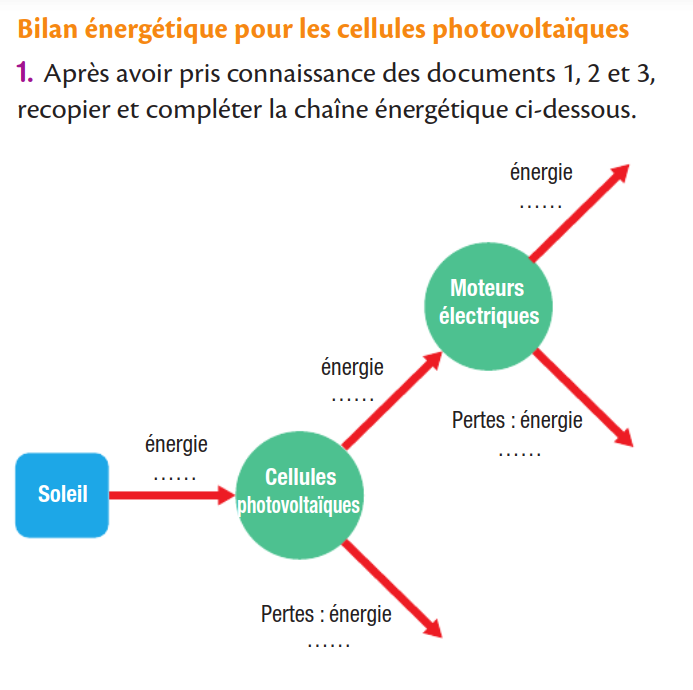 Bilan énergétique pour les cellules photovoltaïques
1. Après avoir pris connaissance des documents 1, 2 et 3,
recopier et compléter la chaîne énergétique ci-dessous.
énergie
......
Moteurs
électriques
énergie
......
Pertes : énergie
......
énergie
......
Soleil
Cellules
photovoltaïques
Pertes : énergie
......